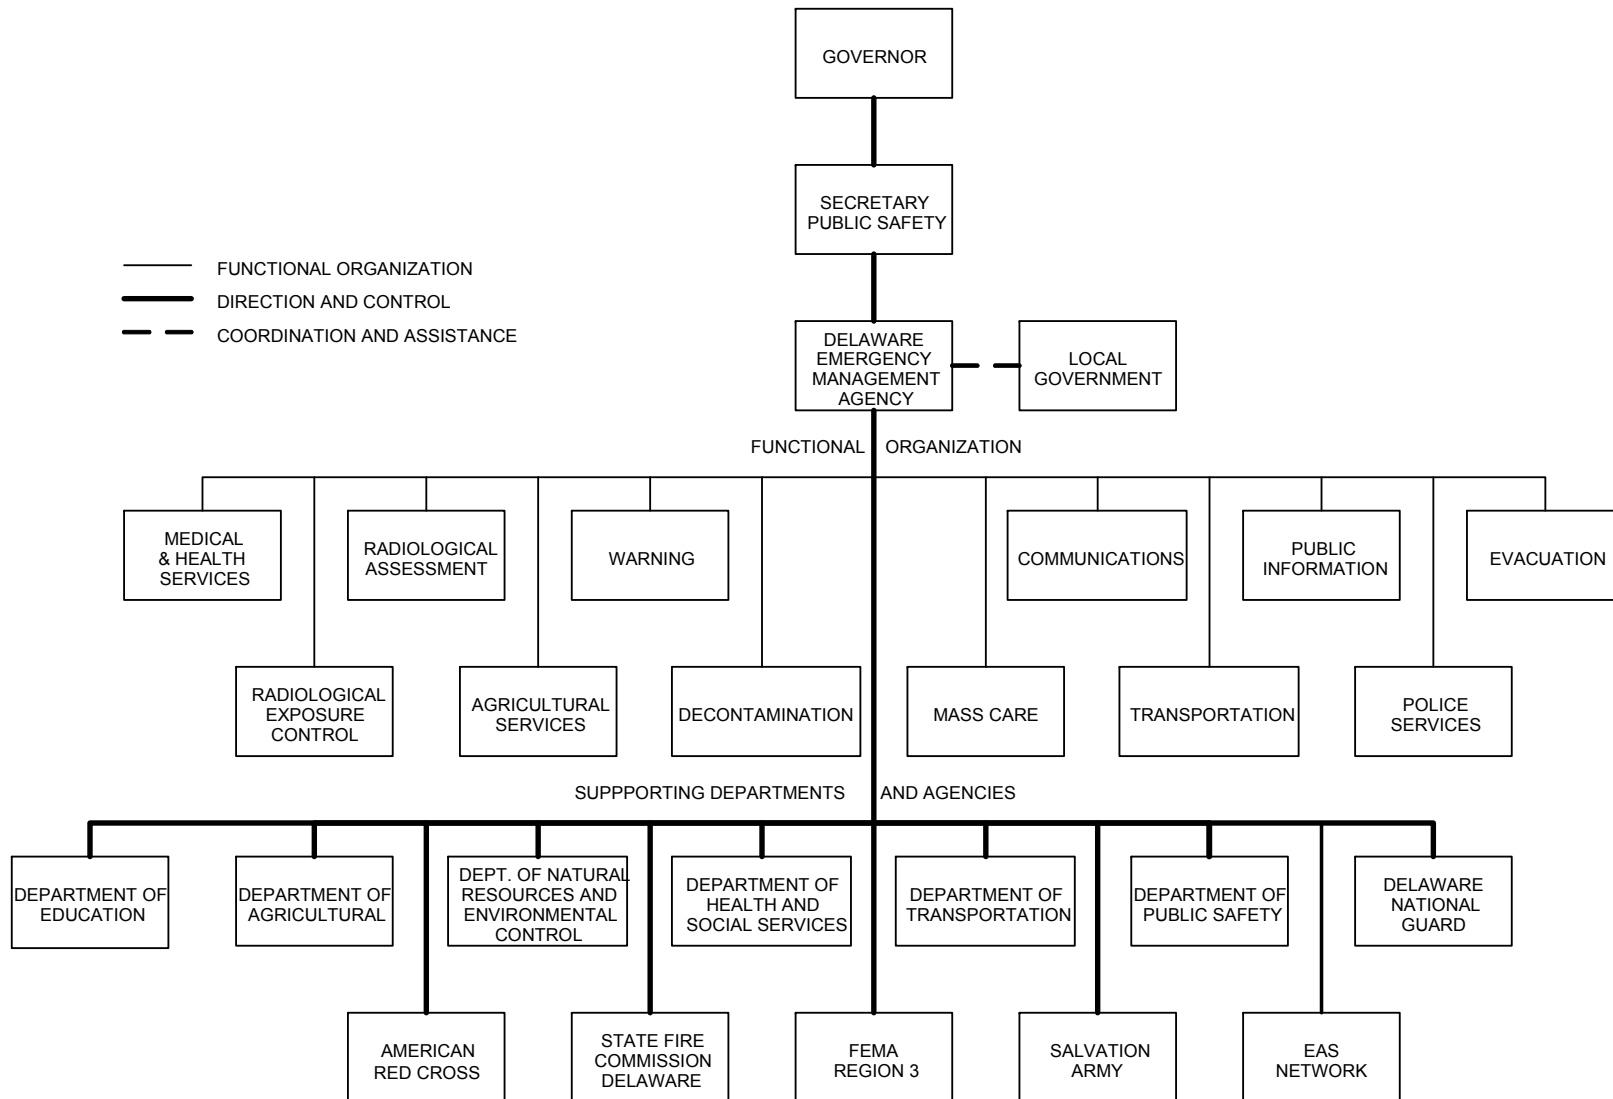 GOVERNOR
SECRETARY
PUBLIC SAFETY
FUNCTIONAL ORGANIZATION
DIRECTION AND CONTROL
COORDINATION AND ASSISTANCE
DELAWARE
EMERGENCY
MANAGEMENT
AGENCY
LOCAL
GOVERNMENT
FUNCTIONAL ORGANIZATION
MEDICAL
& HEALTH
SERVICES
RADIOLOGICAL
ASSESSMENT
WARNING
COMMUNICATIONS
PUBLIC
INFORMATION
EVACUATION
RADIOLOGICAL
EXPOSURE
CONTROL
AGRICULTURAL
SERVICES
DECONTAMINATION
MASS CARE
TRANSPORTATION
POLICE
SERVICES
SUPPPORTING DEPARTMENTS AND AGENCIES
DEPARTMENT OF
EDUCATION
DEPARTMENT OF
AGRICULTURAL
DEPT. OF NATURAL
RESOURCES AND
ENVIRONMENTAL
CONTROL
DEPARTMENT OF
HEALTH AND
SOCIAL SERVICES
DEPARTMENT OF
TRANSPORTATION
DEPARTMENT OF
PUBLIC SAFETY
DELAWARE
NATIONAL
GUARD
AMERICAN
RED CROSS
STATE FIRE
COMMISSION
DELAWARE
FEMA
REGION 3
SALVATION
ARMY
EAS
NETWORK